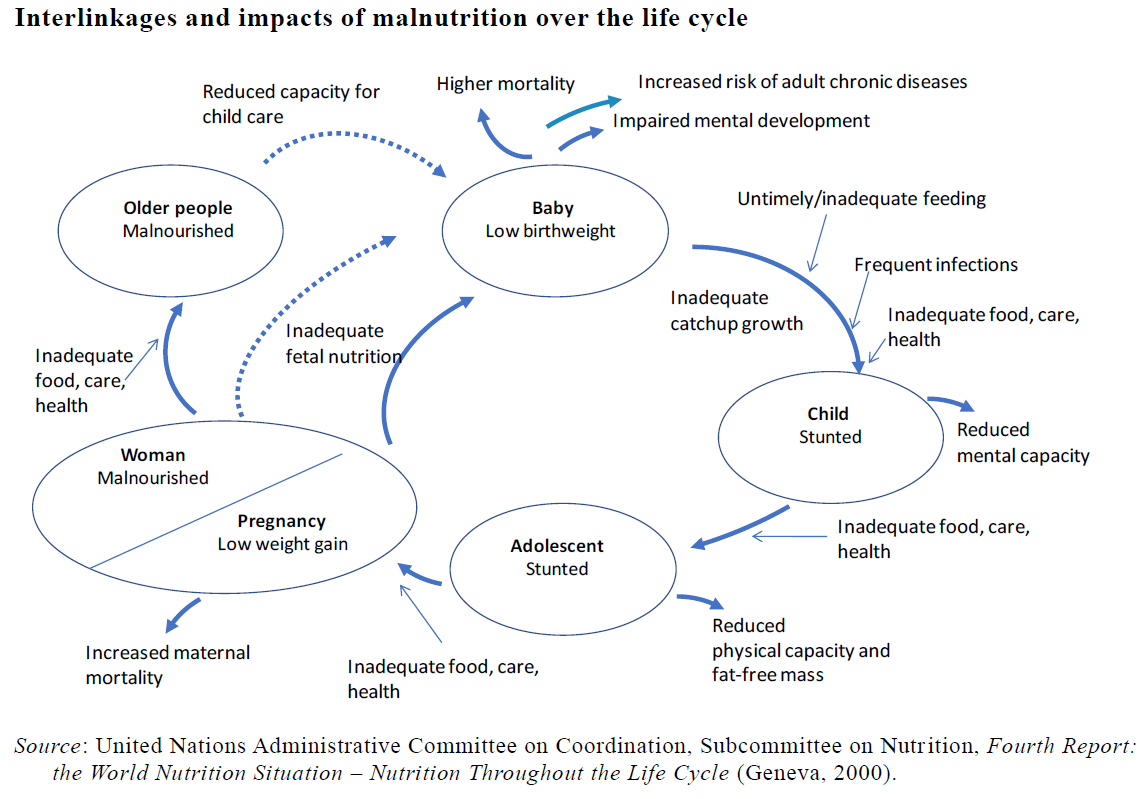 Interlinkages and impacts of malnutrition over the life cycle
Reduced capacity for
child care
Higher mortality
Increased risk of adult chronic diseases
Impaired mental development
Older people
Malnourished
Baby
Low birthweight
Untimely/inadequate feeding
Frequent infections
Inadequate
catchup growth
Inadequate food, care,
health
Inadequate
fetal nutrition
Inadequate
food, care,
health
Child
Stunted
Reduced
mental capacity
Woman
Malnourished
Pregnancy
Low weight gain
Adolescent
Stunted
Inadequate food, care,
health
Increased maternal
mortality
Inadequate food, care,
health
Reduced
physical capacity and
fat-free mass
Source: United Nations Administrative Committee on Coordination, Subcommittee on Nutrition, Fourth Report:
the World Nutrition Situation – Nutrition Throughout the Life Cycle (Geneva, 2000).